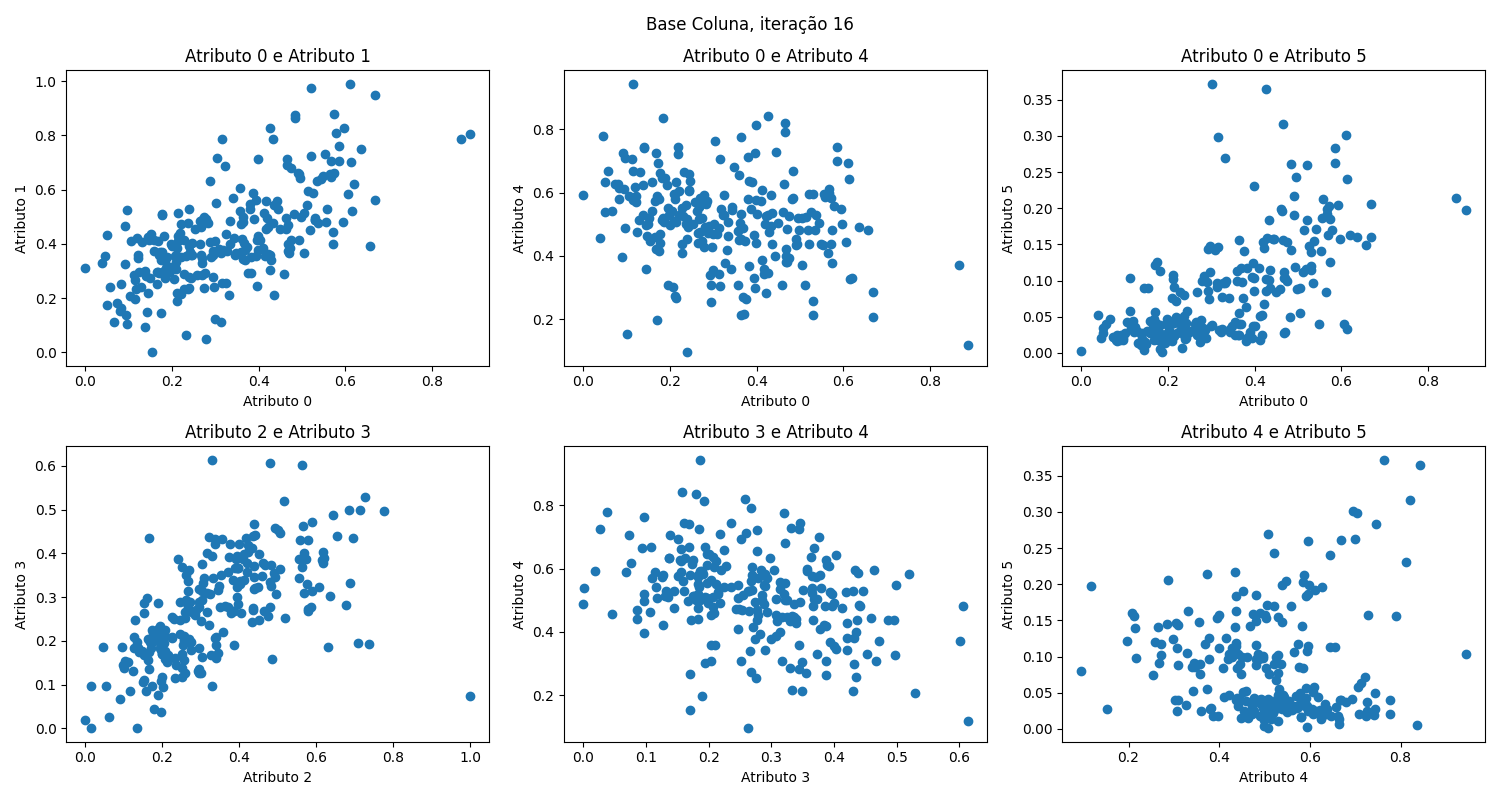 Base Coluna, iteração 16
Atributo 0 e Atributo 1
1.0
0.8
0.6
0.4
0.2
0.0
Atributo 1
0.0 0.2 0.4 0.6 0.8
Atributo 0
Atributo 0 e Atributo 4
0.8
0.6
0.4
0.2
Atributo 4
0.0 0.2 0.4 0.6 0.8
Atributo 0
Atributo 0 e Atributo 5
0.35
0.30
0.25
0.20
0.15
0.10
0.05
0.00
Atributo 5
0.0 0.2 0.4 0.6 0.8
Atributo 0
Atributo 2 e Atributo 3
0.6
0.5
0.4
0.3
0.2
0.1
0.0
Atributo 3
0.0 0.2 0.4 0.6 0.8 1.0
Atributo 2
Atributo 3 e Atributo 4
0.8
0.6
0.4
0.2
Atributo 4
0.0 0.1 0.2 0.3 0.4 0.5 0.6
Atributo 3
Atributo 4 e Atributo 5
0.35
0.30
0.25
0.20
0.15
0.10
0.05
0.00
Atributo 5
0.2 0.4 0.6 0.8
Atributo 4